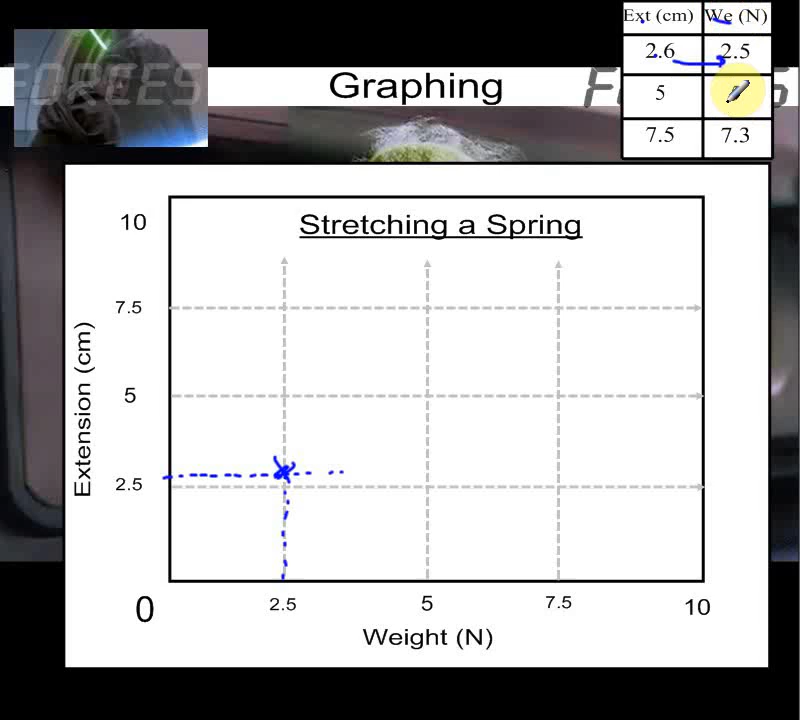 Ext (cm) We (N)
2.6 2.5
5
7.5 7.3
FORCES
Graphing
Stretching a Spring
10
7.5
5
2.5
0
Extension (cm)
2.5 5 7.5 10
Weight (N)